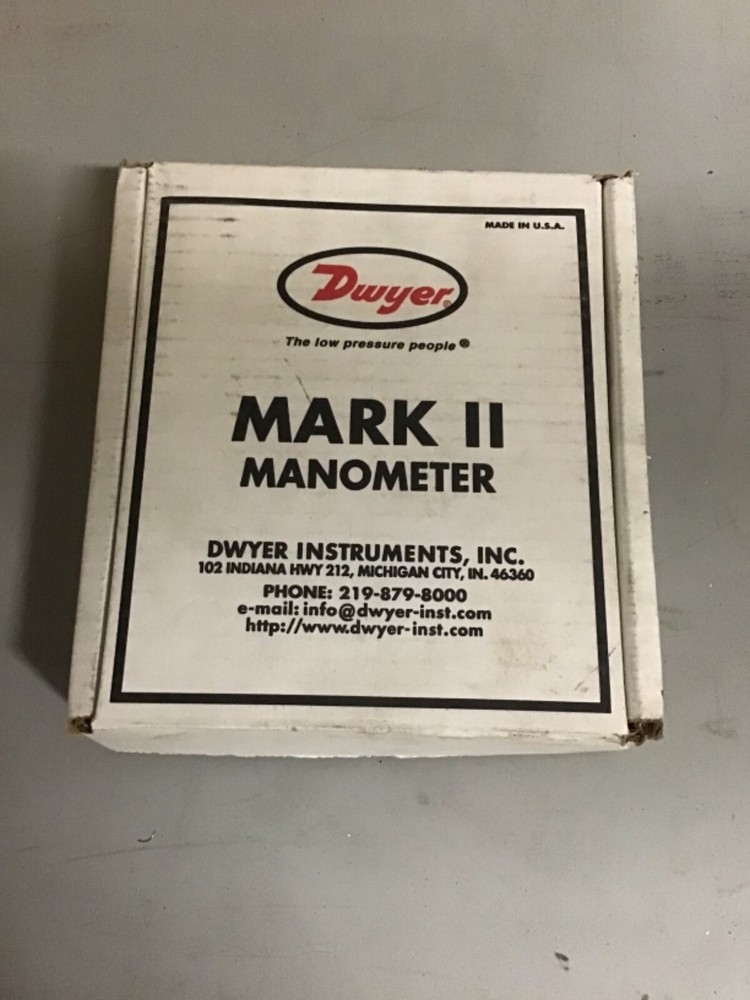 MADE IN U.S.A.
Dwyer®
The low pressure people®
MARK II
MANOMETER
DWYER INSTRUMENTS, INC.
102 INDIANA HWY 212, MICHIGAN CITY, IN. 46360
PHONE: 219-879-8000
e-mail: info@dwyer-inst.com
http://www.dwyer-inst.com